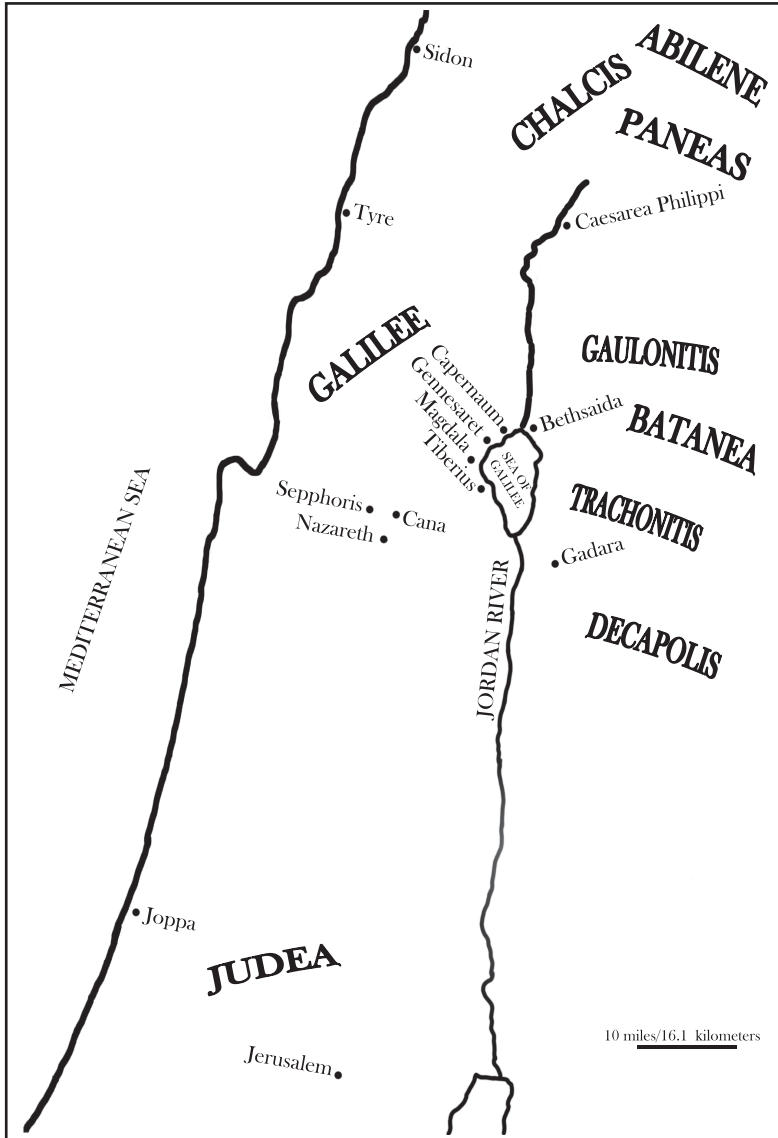 Sidon
ABILENE
CHALCIS
PANEAS
Tyre
Caesarea Philippi
GALILEE
GAULONITIS
Capernaum
Gennesaret
Magdala
Tiberius
Bethsaida
BATANEA
SEA OF
GALILEE
Sepphoris
Cana
Nazareth
TRACHONITIS
Gadara
MEDITERRANEAN SEA
JORDAN RIVER
DECAPOLIS
Joppa
JUDEA
10 miles/16.1 kilometers
Jerusalem